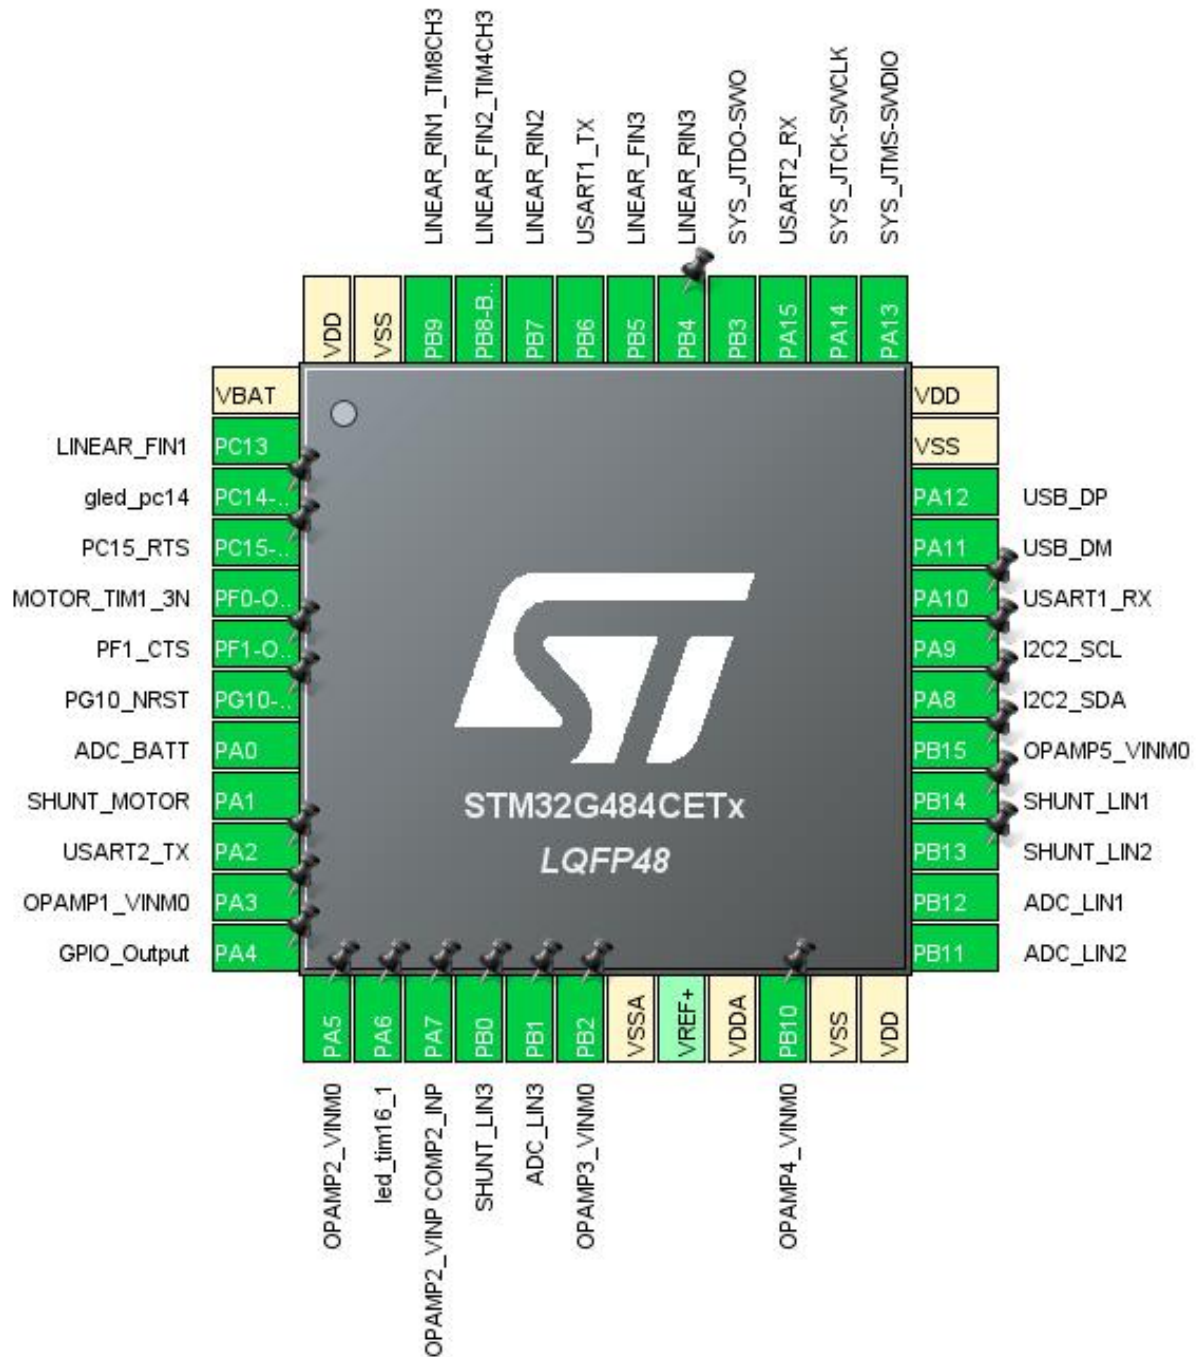 LINEAR_RIN1_TIM8CH3
LINEAR_FIN2_TIM4CH3
LINEAR_RIN2
USART1_TX
LINEAR_FIN3
LINEAR_RIN3
SYS_JTDO-SWO
USART2_RX
SYS_JTCK-SWCLK
SYS_JTMS-SWDIO
VDD
VSS
PB9
PB8-B..
PB7
PB6
PB5
PB4
PB3
PA15
PA14
PA13
VBAT
LINEAR_FIN1 PC13
gled_pc14 PC14-..
PC15_RTS PC15-..
MOTOR_TIM1_3N PF0-O..
PF1_CTS PF1-O..
PG10_NRST PG10-..
ADC_BATT PA0
SHUNT_MOTOR PA1
USART2_TX PA2
OPAMP1_VINM0 PA3
GPIO_Output PA4
ST
STM32G484CETx
LQFP48
VDD
VSS
PA12 USB_DP
PA11 USB_DM
PA10 USART1_RX
PA9 I2C2_SCL
PA8 I2C2_SDA
PB15 OPAMP5_VINM0
PB14 SHUNT_LIN1
PB13 SHUNT_LIN2
PB12 ADC_LIN1
PB11 ADC_LIN2
PA5
PA6
PA7
PB0
PB1
PB2
VSSA
VREF+
VDDA
PB10
VSS
VDD
OPAMP2_VINM0
led_tim16_1
OPAMP2_VINP COMP2_INP
SHUNT_LIN3
ADC_LIN3
OPAMP3_VINM0
OPAMP4_VINM0